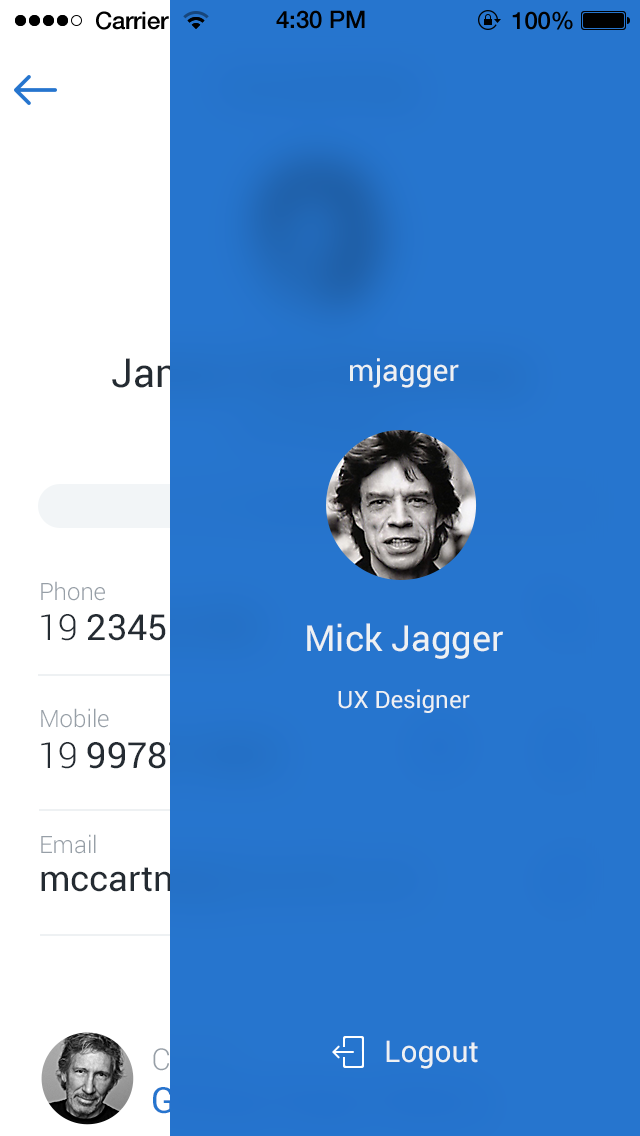 Carrier 4:30 PM 100%
Jam
mjagger
Phone
19 2345
Mick Jagger
UX Designer
Mobile
19 9978
Email
mccartn
Logout
C
G